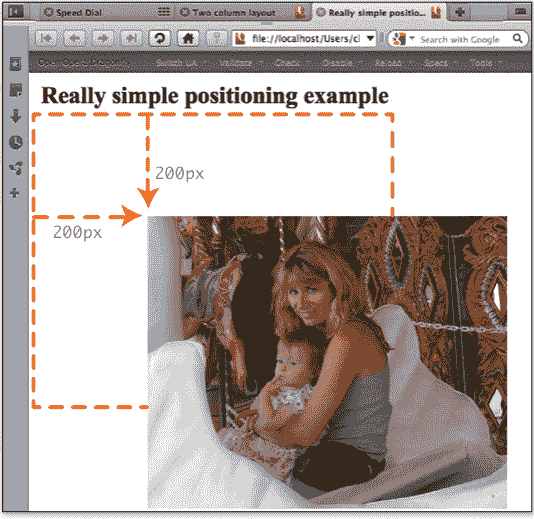 Speed Dial
Two column layout
Really simple positio...
file://localhost/Users/cl
Search with Google
Open Opera Dragonfly
Switch UA
Validate
Check
Disable
Reload
Specs
Tools
Really simple positioning example
200px
200px